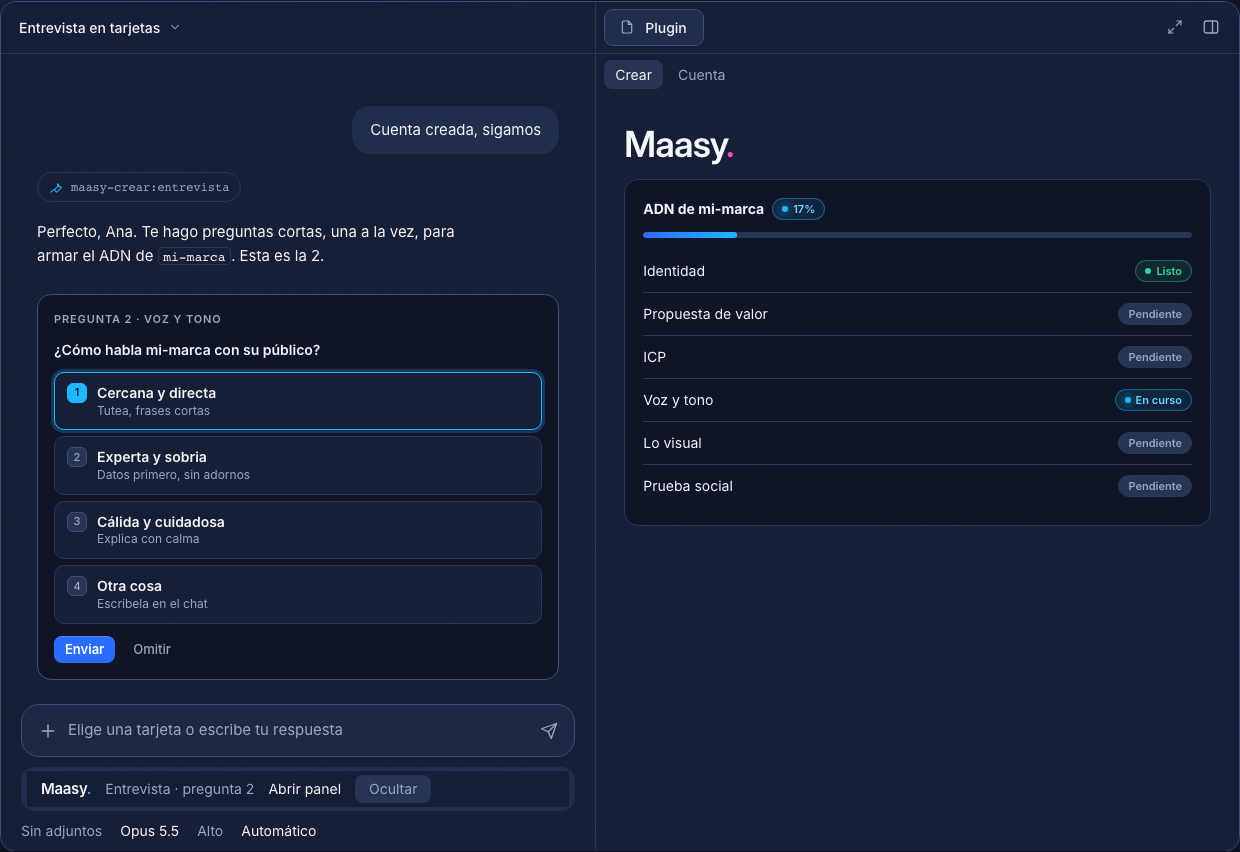 Entrevista en tarjetas
Cuenta creada, sigamos
maasy-crear:entrevista
Perfecto, Ana. Te hago preguntas cortas, una a la vez, para
armar el ADN de mi-marca. Esta es la 2.
PREGUNTA 2 · VOZ Y TONO
¿Cómo habla mi-marca con su público?
1 Cercana y directa
Tutea, frases cortas
2 Experta y sobria
Datos primero, sin adornos
3 Cálida y cuidadosa
Explica con calma
4 Otra cosa
Escríbela en el chat
Enviar Omitir
Elige una tarjeta o escribe tu respuesta
Maasy. Entrevista · pregunta 2 Abrir panel Ocultar
Sin adjuntos Opus 5.5 Alto Automático
Plugin
Crear Cuenta
Maasy.
ADN de mi-marca 17%
Identidad Listo
Propuesta de valor Pendiente
ICP Pendiente
Voz y tono En curso
Lo visual Pendiente
Prueba social Pendiente